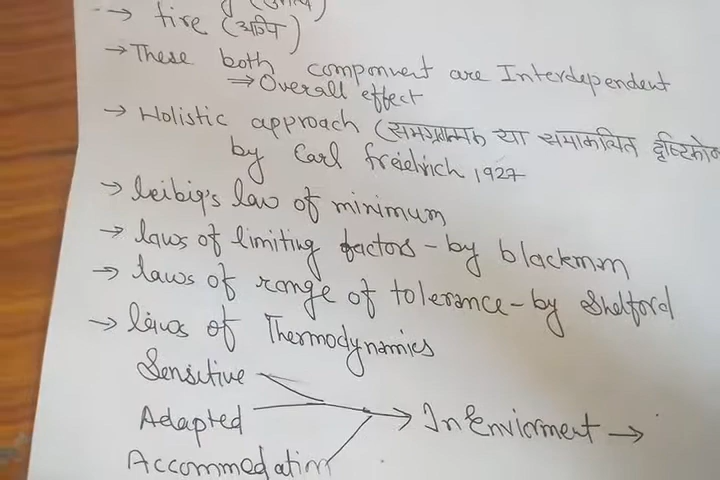 → fire (अग्नि)
→ These both component are Interdependent
⇒ Overall effect
→ Holistic approach (समग्रात्मक या समाकलित दृष्टिकोन
by Carl freidrich 1927
→ leibig's law of minimum
→ laws of limiting factors - by blackmm
→ laws of range of tolerance - by Shelford
→ laws of Thermodynamics
Sensitive
Adapted → In Enviorment →
Accommodation